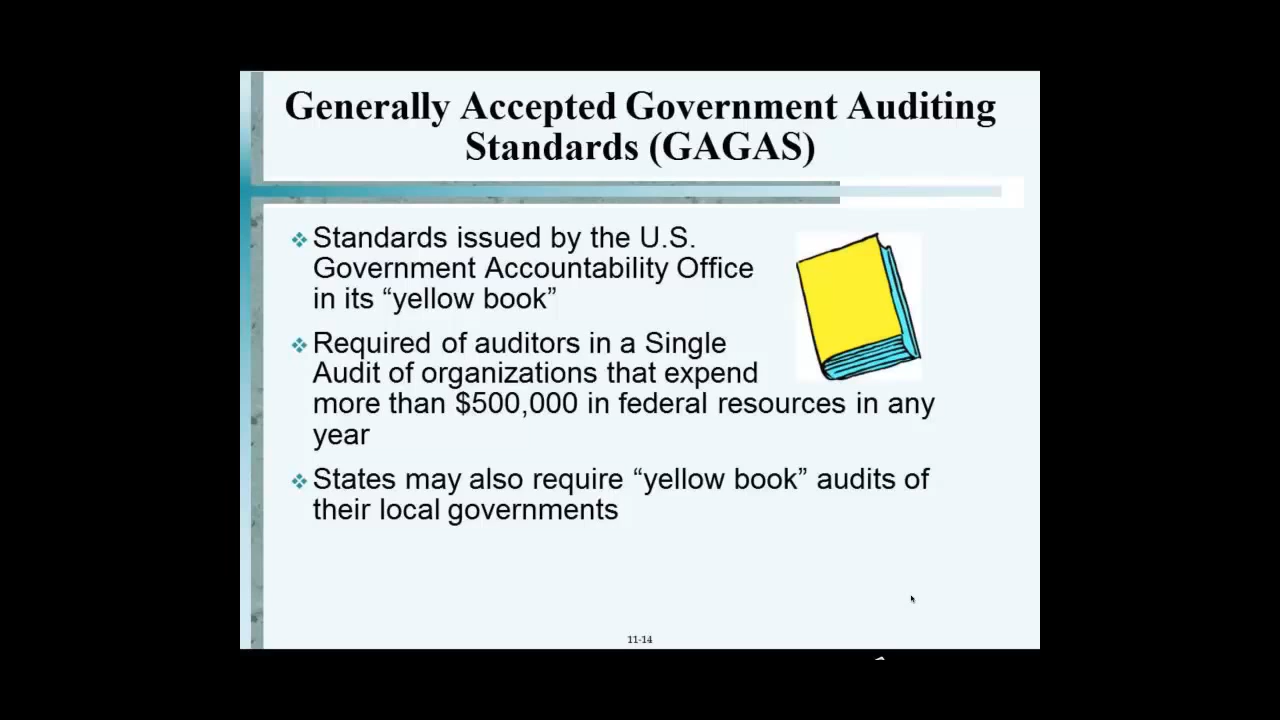 Generally Accepted Government Auditing
Standards (GAGAS)
Standards issued by the U.S.
Government Accountability Office
in its “yellow book”
Required of auditors in a Single
Audit of organizations that expend
more than $500,000 in federal resources in any
year
States may also require “yellow book” audits of
their local governments
11-14